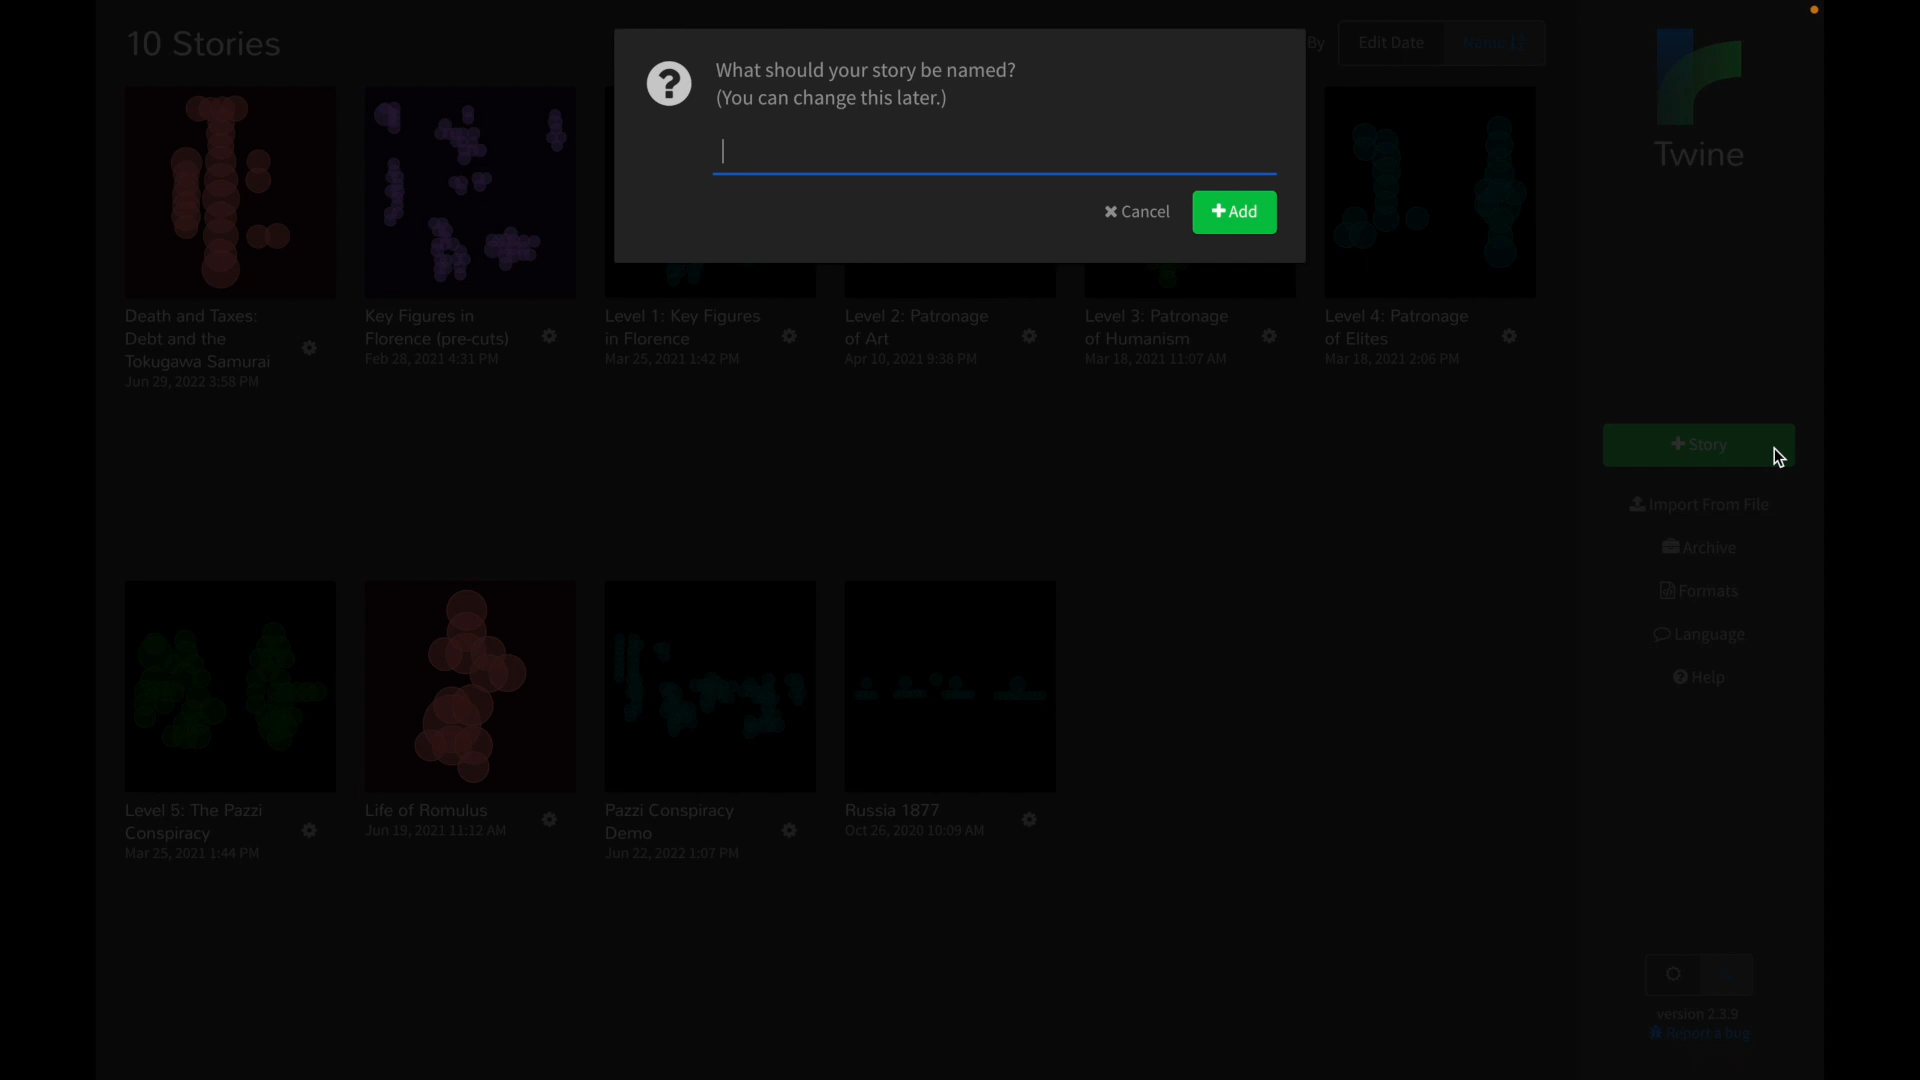 10 Stories
By
Edit Date
Name
What should your story be named?
(You can change this later.)
Cancel
Add
Twine
Death and Taxes:
Debt and the
Tokugawa Samurai
Jun 29, 2022 3:58 PM
Key Figures in
Florence (pre-cuts)
Feb 28, 2021 4:31 PM
Level 1: Key Figures
in Florence
Mar 25, 2021 1:42 PM
Level 2: Patronage
of Art
Apr 10, 2021 9:38 PM
Level 3: Patronage
of Humanism
Mar 18, 2021 11:07 AM
Level 4: Patronage
of Elites
Mar 18, 2021 2:06 PM
Story
Import From File
Archive
Formats
Language
Help
Level 5: The Pazzi
Conspiracy
Mar 25, 2021 1:44 PM
Life of Romulus
Jun 19, 2021 11:12 AM
Pazzi Conspiracy
Demo
Jun 22, 2022 1:07 PM
Russia 1877
Oct 26, 2020 10:09 AM
version 2.3.9
Report a bug